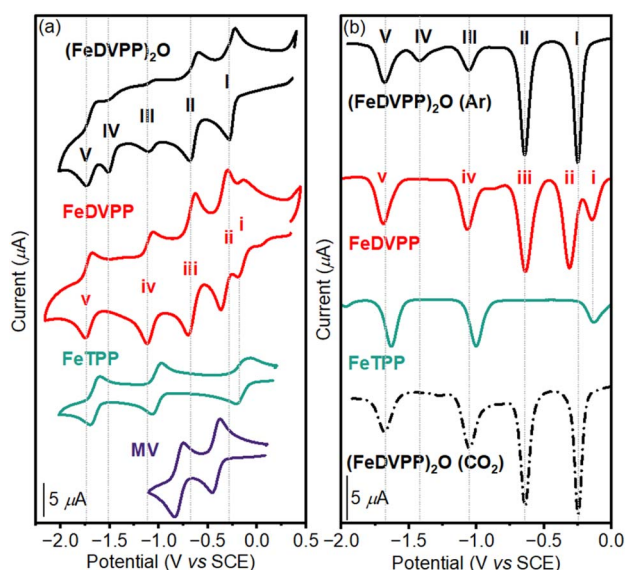 (a)
(FeDVPP)₂O
V
IV
III
II
I
FeDVPP
v
iv
iii
ii
i
FeTPP
MV
5 µA
Current (µA)
-2.0 -1.5 -1.0 -0.5 0.0 0.5
Potential (V vs SCE)
(b)
V
IV
III
II
I
(FeDVPP)₂O (Ar)
v
iv
iii
ii
i
FeDVPP
FeTPP
(FeDVPP)₂O (CO₂)
5 µA
Current (µA)
-2.0 -1.5 -1.0 -0.5 0.0
Potential (V vs SCE)